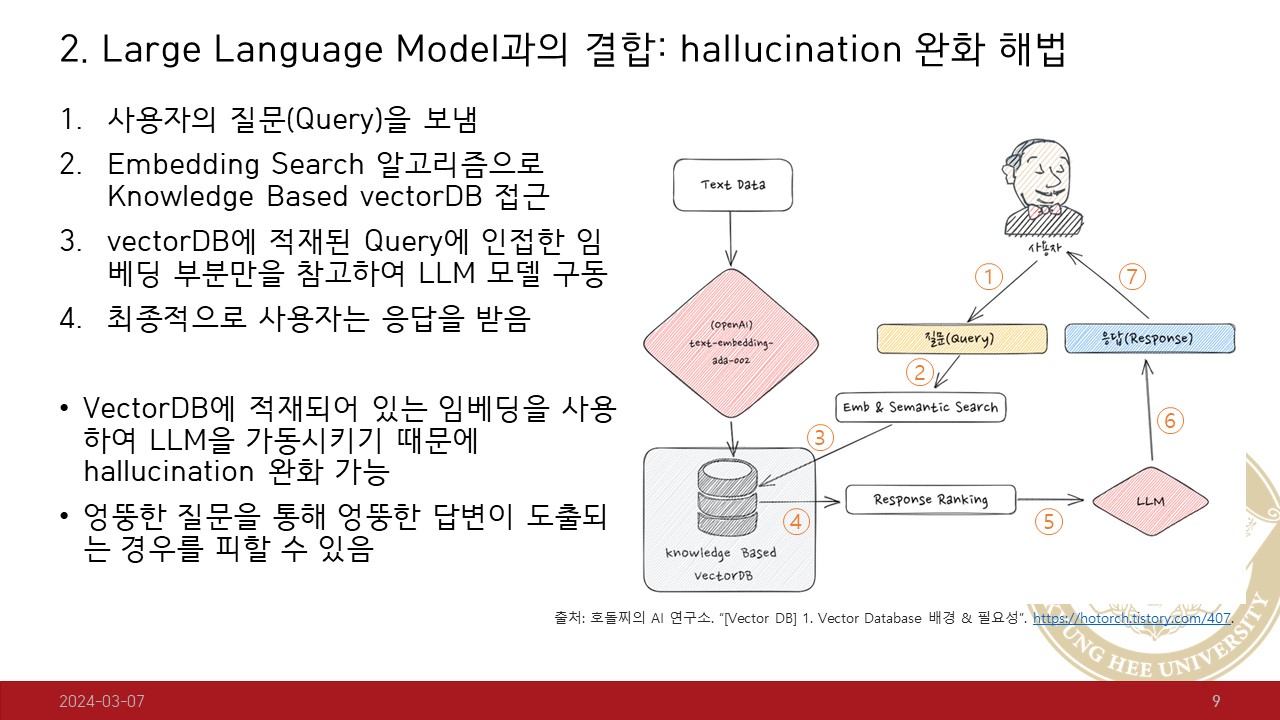 2. Large Language Model과의 결합: hallucination 완화 해법
1. 사용자의 질문(Query)을 보냄
2. Embedding Search 알고리즘으로
Knowledge Based vectorDB 접근
3. vectorDB에 적재된 Query에 인접한 임
베딩 부분만을 참고하여 LLM 모델 구동
4. 최종적으로 사용자는 응답을 받음
• VectorDB에 적재되어 있는 임베딩을 사용
하여 LLM을 가동시키기 때문에
hallucination 완화 가능
• 엉뚱한 질문을 통해 엉뚱한 답변이 도출되
는 경우를 피할 수 있음
Text Data
(OpenAI)
text-embedding-
ada-002
knowledge Based
vectorDB
사용자
①
⑦
질문(Query)
응답(Response)
②
Emb & Semantic Search
③
⑥
④
Response Ranking
⑤
LLM
출처: 호돌찌의 AI 연구소. “[Vector DB] 1. Vector Database 배경 & 필요성”. https://hotorch.tistory.com/407.
UNG HEE UNIVERSITY
2024-03-07
9